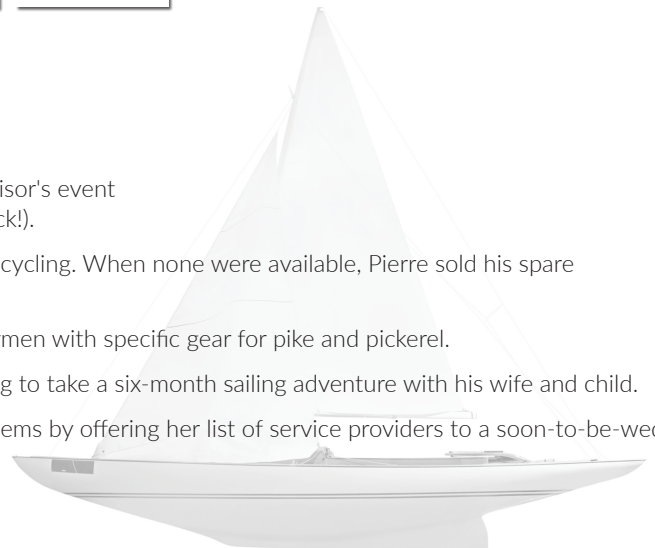 isor's event
ck!).
cycling. When none were available, Pierre sold his spare
men with specific gear for pike and pickerel.
g to take a six-month sailing adventure with his wife and child.
ems by offering her list of service providers to a soon-to-be-wed